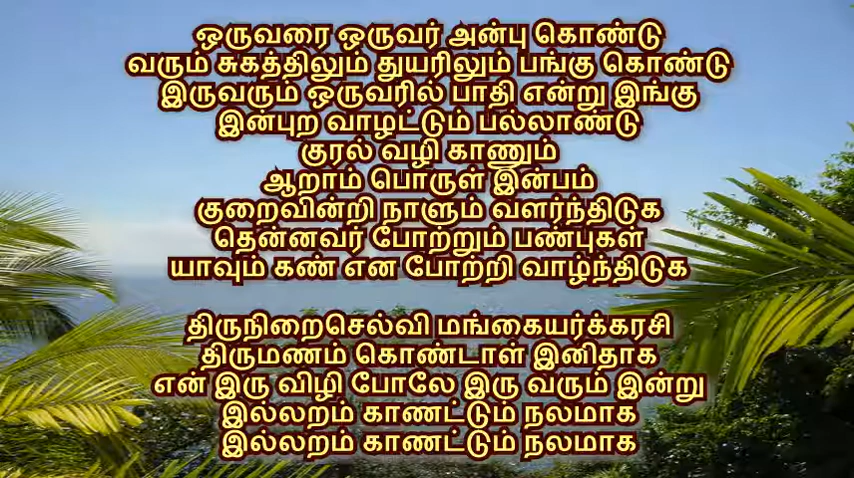 ஒருவரை ஒருவர் அன்பு கொண்டு
வரும் சுகத்திலும் துயரிலும் பங்கு கொண்டு
இருவரும் ஒருவரில் பாதி என்று இங்கு
இன்புற வாழட்டும் பல்லாண்டு
குரல் வழி காணும்
ஆறாம் பொருள் இன்பம்
குறைவின்றி நாளும் வளர்ந்திடுக
தென்னவர் போற்றும் பண்புகள்
யாவும் கண் என போற்றி வாழ்ந்திடுக
திருநிறைசெல்வி மங்கையர்க்கரசி
திருமணம் கொண்டாள் இனிதாக
என் இரு விழி போலே இரு வரும் இன்று
இல்லறம் காணட்டும் நலமாக
இல்லறம் காணட்டும் நலமாக